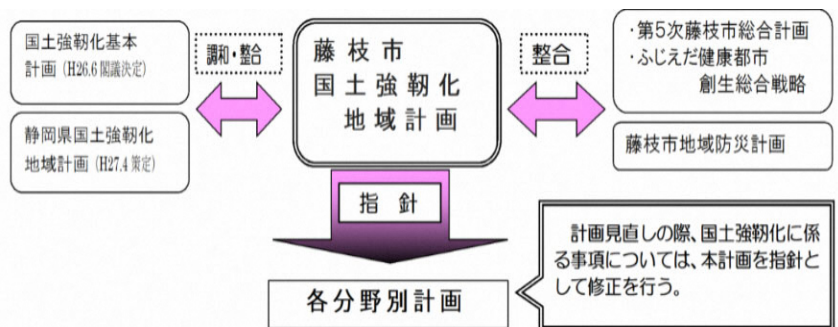 国土強靭化基本
計画(H26.6閣議決定)
静岡県国土強靭化
地域計画(H27.4策定)
調和・整合
藤枝市
国土強靭化
地域計画
整合
・第5次藤枝市総合計画
・ふじえだ健康都市
創生総合戦略
藤枝市地域防災計画
指針
各分野別計画
計画見直しの際、国土強靭化に係
る事項については、本計画を指針と
して修正を行う。